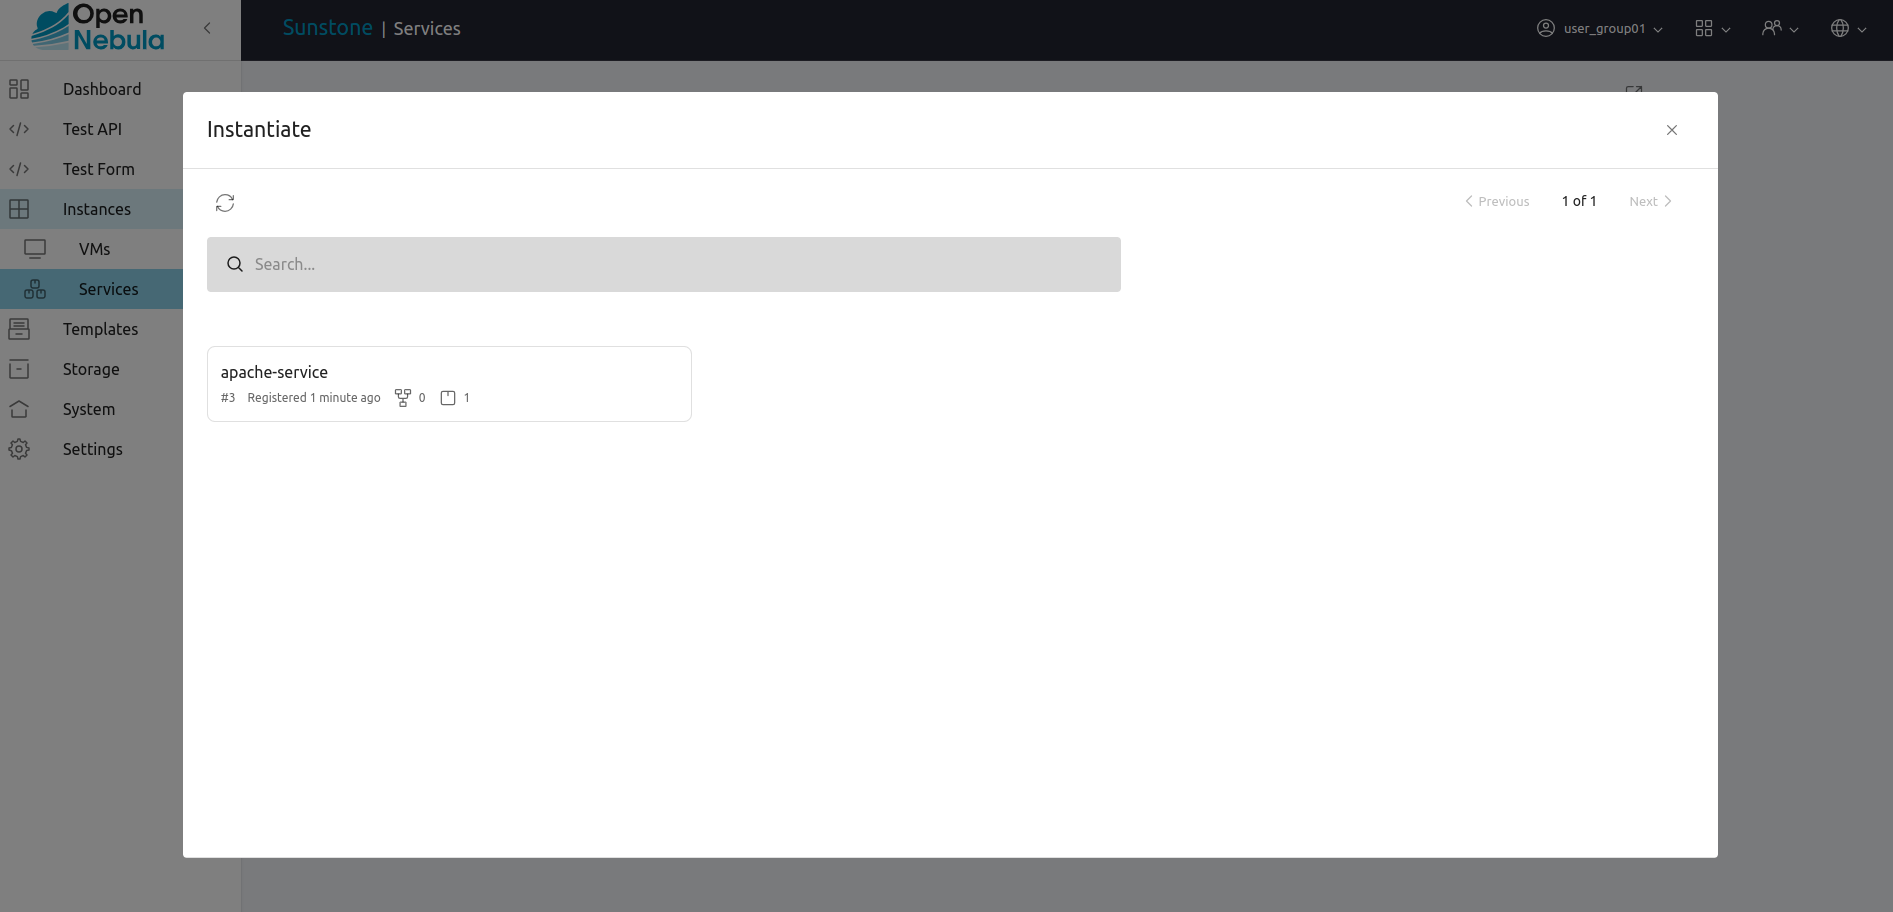 Open
Nebula
Sunstone | Services
user_group01
Dashboard
Test API
Test Form
Instances
VMs
Services
Templates
Storage
System
Settings
Instantiate
Previous 1 of 1 Next
Search...
apache-service
#3 Registered 1 minute ago 0 1